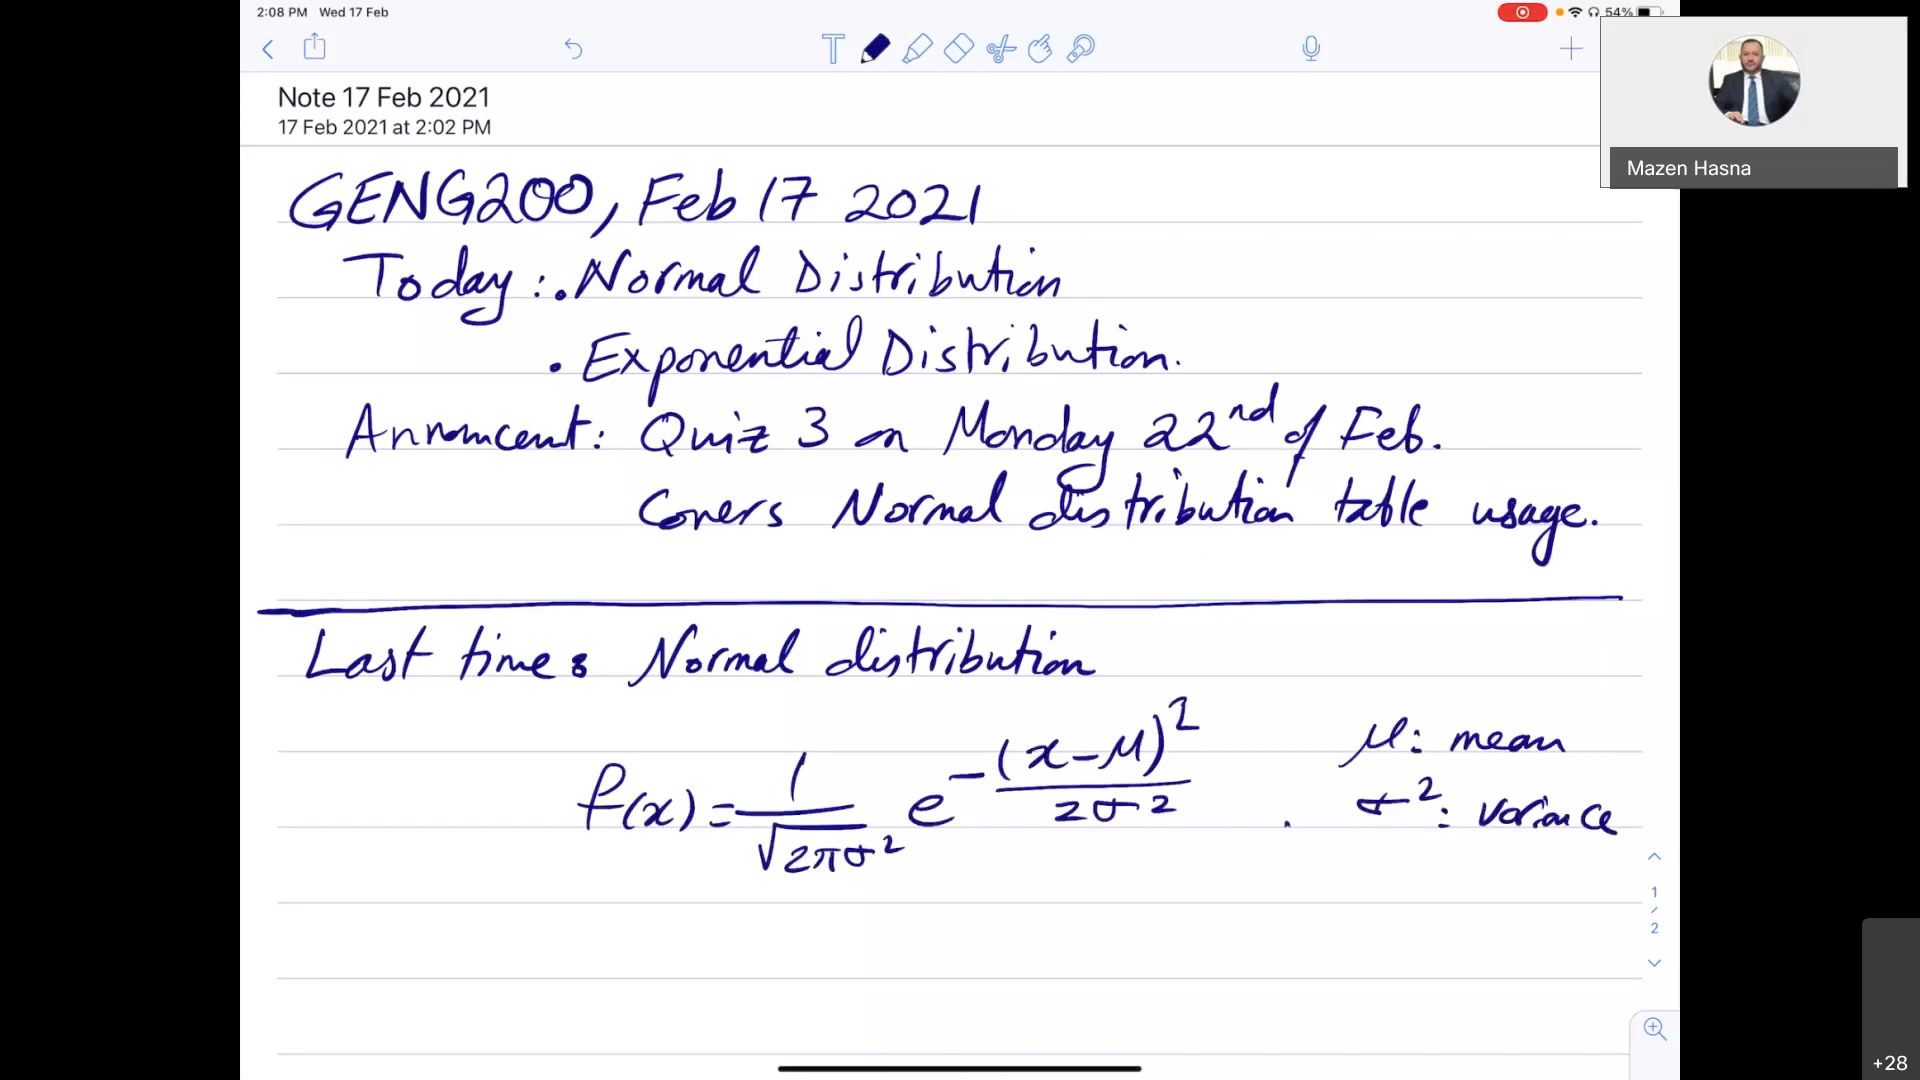 2:08 PM Wed 17 Feb
54%
Note 17 Feb 2021
17 Feb 2021 at 2:02 PM
Mazen Hasna
GENG200, Feb 17 2021
Today : . Normal Distribution
. Exponential Distribution.
Announcent: Quiz 3 on Monday 22nd of Feb.
Covers Normal distribution table usage.
Last time : Normal distribution
f(x) = 1/√(2πσ²) e^(-(x-μ)²/(2σ²)) . μ: mean
σ²: variance
1
/
2
+28